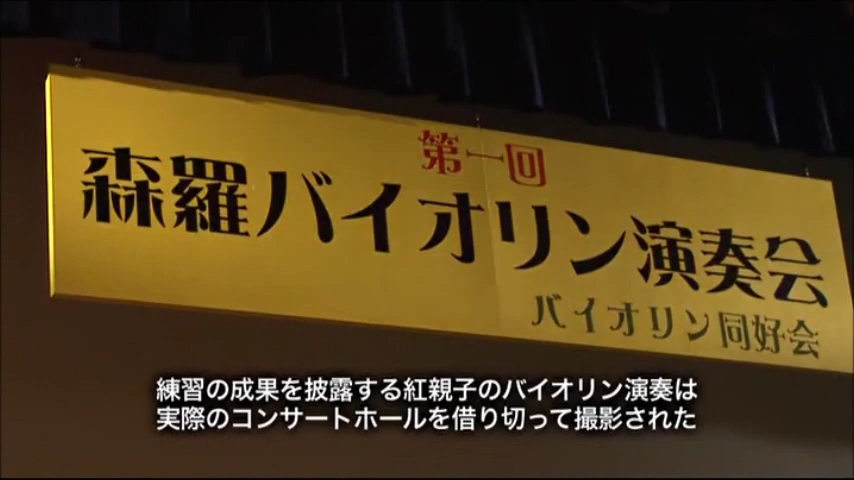 第一回
森羅バイオリン演奏会
バイオリン同好会
練習の成果を披露する紅親子のバイオリン演奏は
実際のコンサートホールを借り切って撮影された